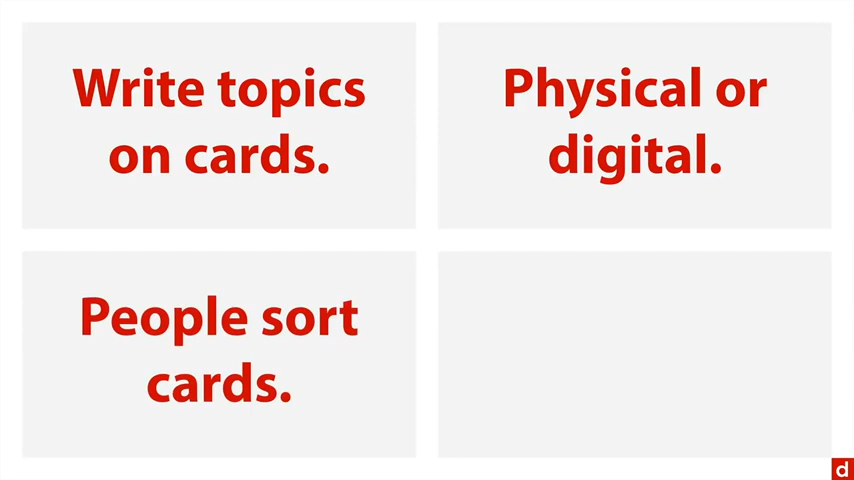 Write topics
on cards.
Physical or
digital.
People sort
cards.
d